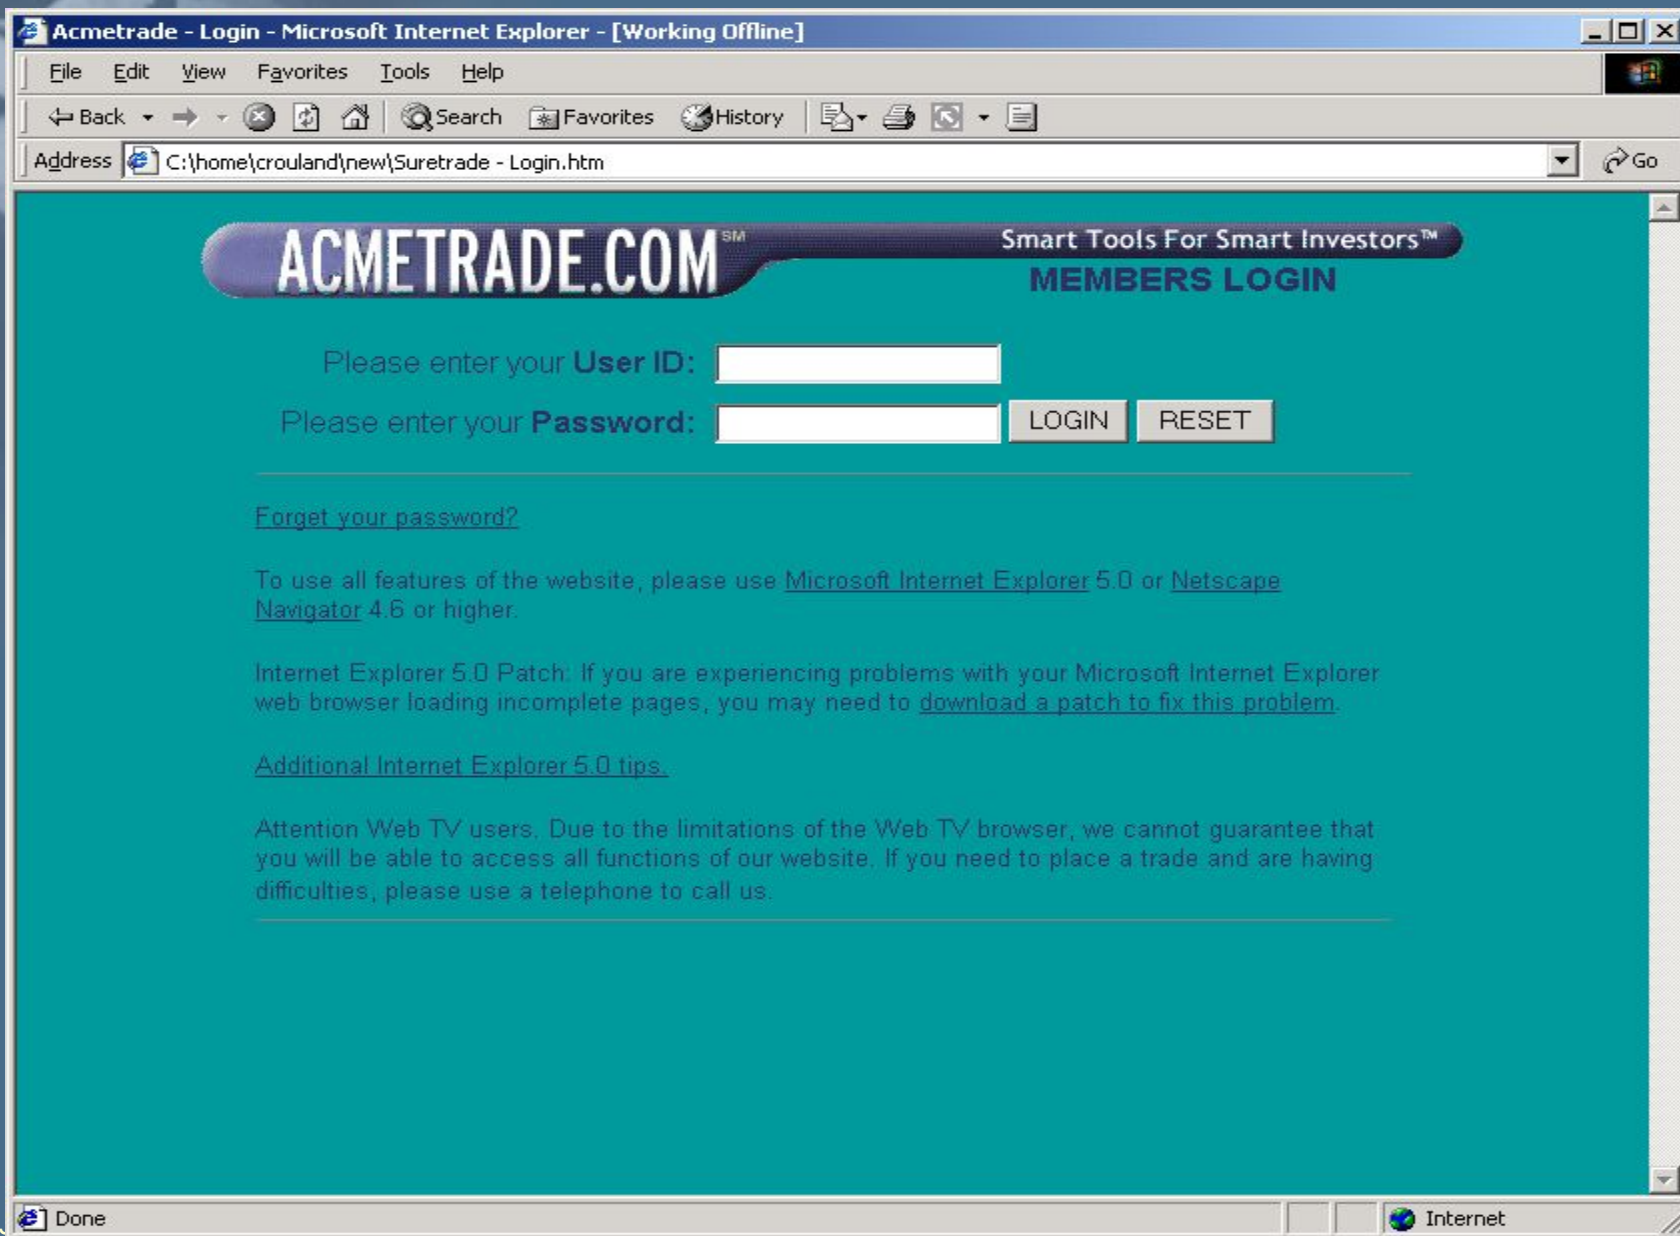 Acmetrade - Login - Microsoft Internet Explorer - [Working Offline]
File Edit View Favorites Tools Help
Back Search Favorites History
Address C:\home\crouland\new\Suretrade - Login.htm Go
ACMETRADE.COM SM Smart Tools For Smart Investors™
MEMBERS LOGIN
Please enter your User ID:
Please enter your Password: LOGIN RESET
Forget your password?
To use all features of the website, please use Microsoft Internet Explorer 5.0 or Netscape
Navigator 4.6 or higher.
Internet Explorer 5.0 Patch: If you are experiencing problems with your Microsoft Internet Explorer
web browser loading incomplete pages, you may need to download a patch to fix this problem.
Additional Internet Explorer 5.0 tips.
Attention Web TV users. Due to the limitations of the Web TV browser, we cannot guarantee that
you will be able to access all functions of our website. If you need to place a trade and are having
difficulties, please use a telephone to call us.
Done Internet